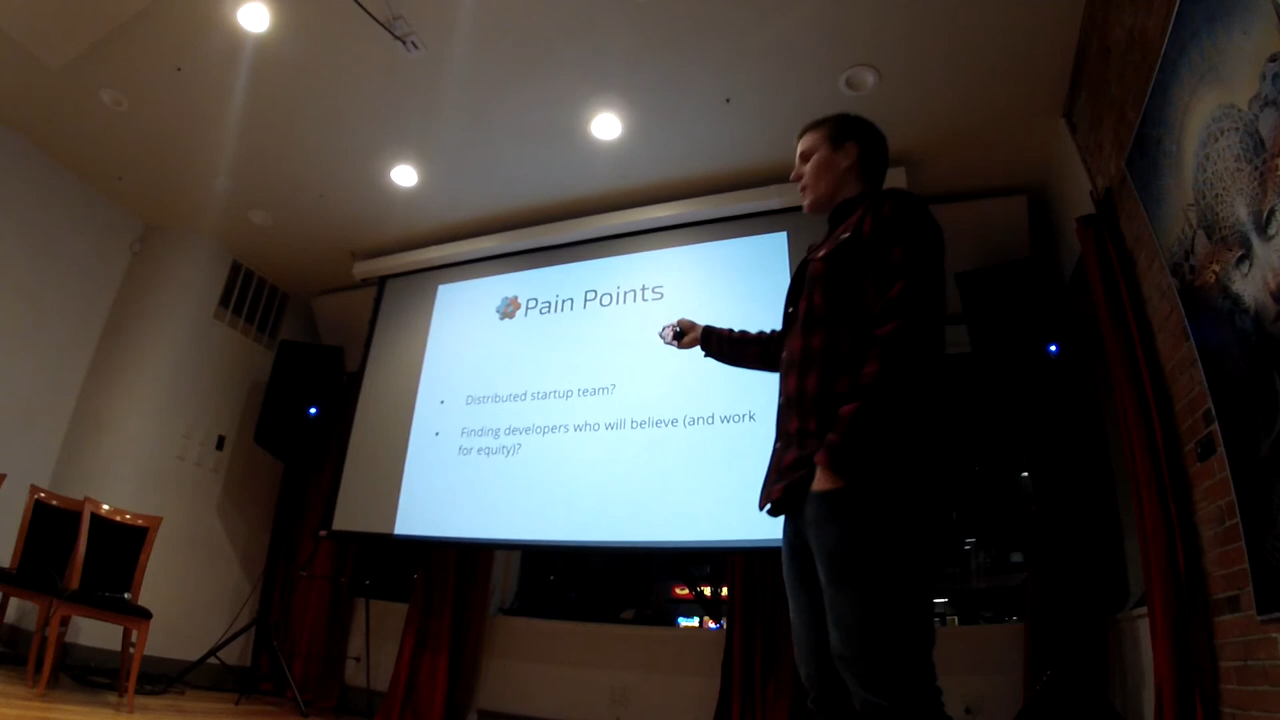 Pain Points
• Distributed startup team?
• Finding developers who will believe (and work
for equity)?